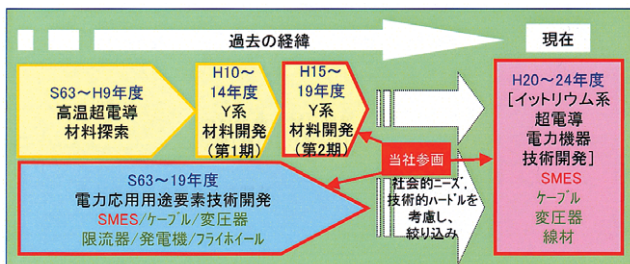 過去の経緯
現在
S63～H9年度
高温超電導
材料探索
H10～
14年度
Y系
材料開発
(第1期)
H15～
19年度
Y系
材料開発
(第2期)
H20～24年度
[イットリウム系
超電導
電力機器
技術開発]
SMES
ケーブル
変圧器
線材
当社参画
S63～19年度
電力応用用途要素技術開発
SMES/ケーブル/変圧器
限流器/発電機/フライホイール
社会的ニーズ,
技術的ハードルを
考慮し、
絞り込み